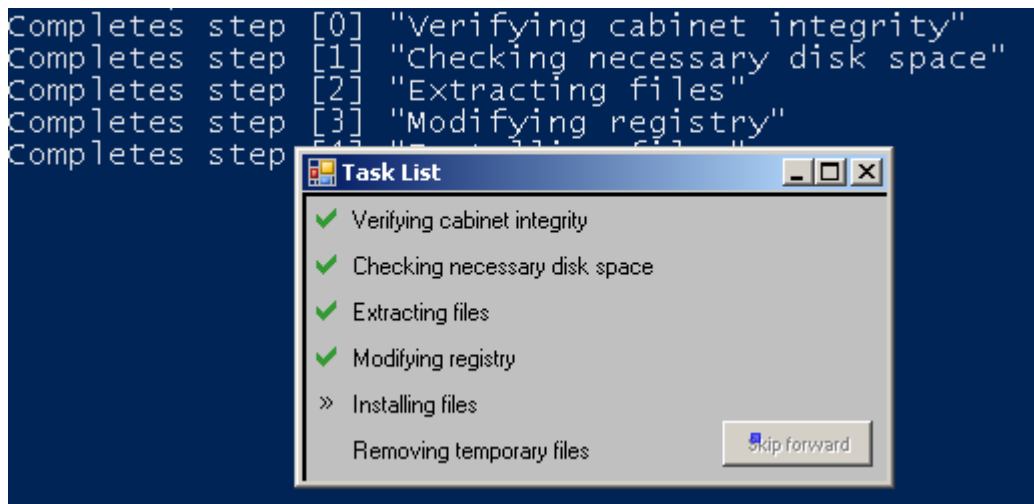 Completes step [0] "Verifying cabinet integrity"
Completes step [1] "Checking necessary disk space"
Completes step [2] "Extracting files"
Completes step [3] "Modifying registry"
Completes step
Task List
Verifying cabinet integrity
Checking necessary disk space
Extracting files
Modifying registry
» Installing files
Removing temporary files
Skip forward